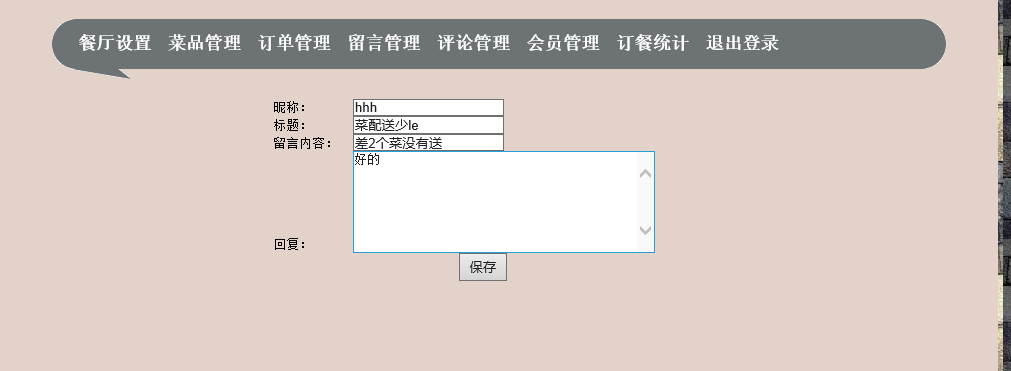 餐厅设置 菜品管理 订单管理 留言管理 评论管理 会员管理 订餐统计 退出登录
昵称： hhh
标题： 菜配送少le
留言内容： 差2个菜没有送
好的
回复：
保存